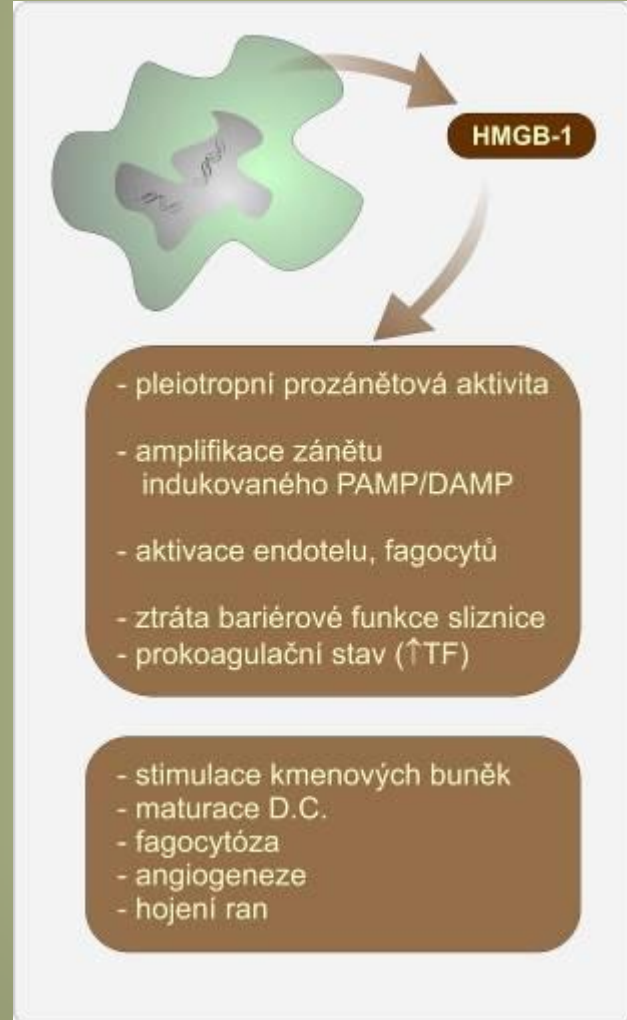 HMGB-1
- pleiotropní prozánětová aktivita
- amplifikace zánětu
indukovaného PAMP/DAMP
- aktivace endotelu, fagocytů
- ztráta bariérové funkce sliznice
- prokoagulační stav (↑TF)
- stimulace kmenových buněk
- maturace D.C.
- fagocytóza
- angiogeneze
- hojení ran